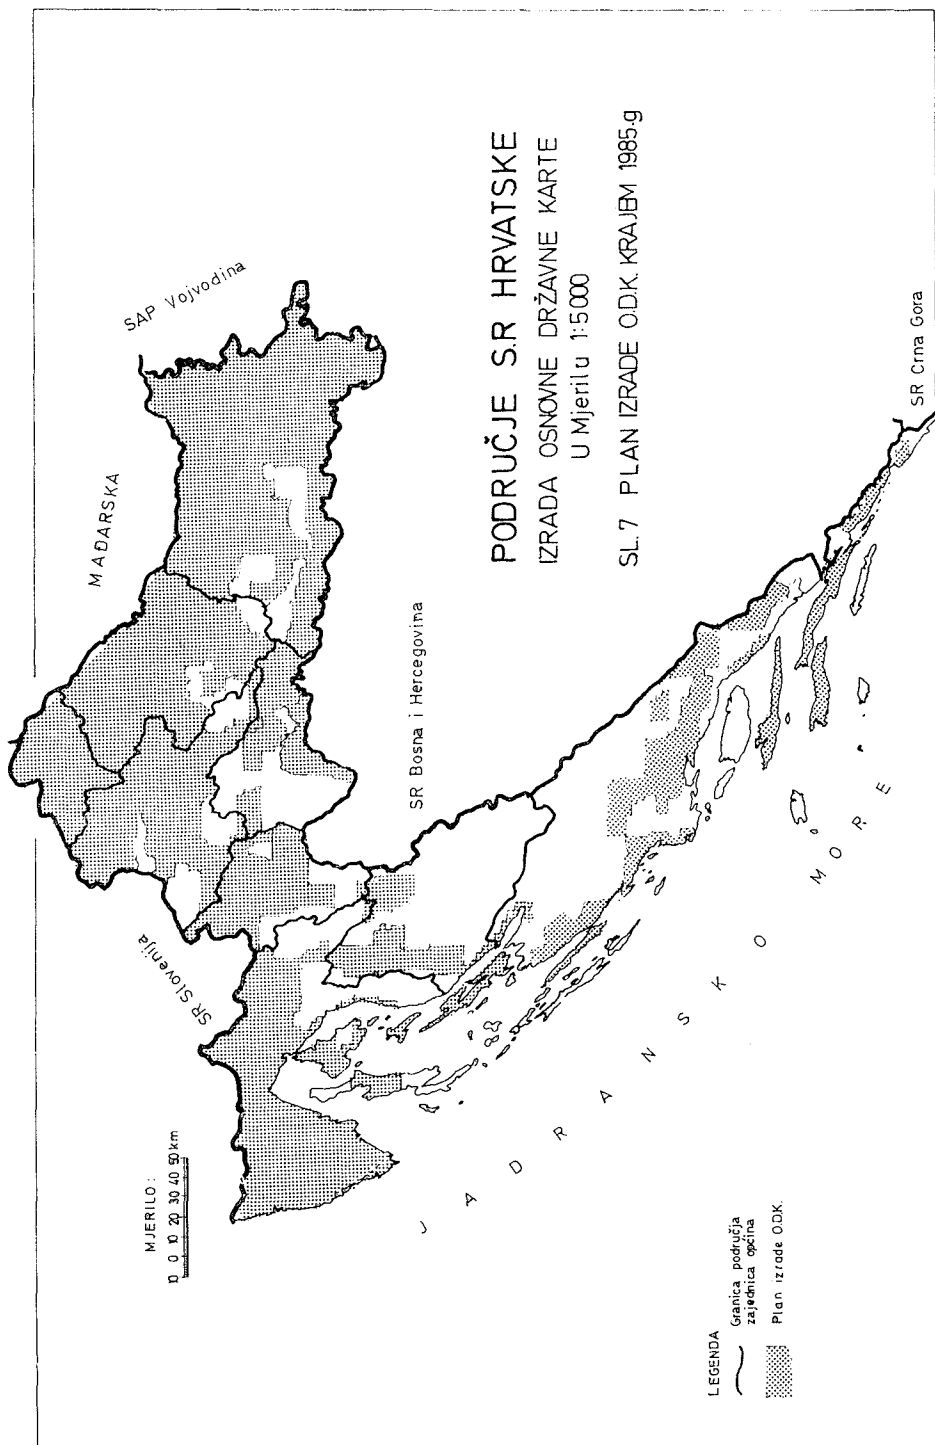 PODRUČJE S.R HRVATSKE
IZRADA OSNOVNE DRŽAVNE KARTE
U Mjerilu 1:5000
SL.7 PLAN IZRADE O.D.K. KRAJEM 1985.g
MAĐARSKA
SAP Vojvodina
SR Slovenija
SR Bosna i Hercegovina
SR Crna Gora
JADRANSKO MORE
MJERILO:
10 0 10 20 30 40 50 km
LEGENDA
Granica područja
zajednica općina
Plan izrade O.D.K.